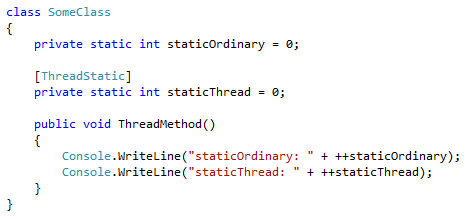 class SomeClass
{
    private static int staticOrdinary = 0;

    [ThreadStatic]
    private static int staticThread = 0;

    public void ThreadMethod()
    {
        Console.WriteLine("staticOrdinary: " + ++staticOrdinary);
        Console.WriteLine("staticThread: " + ++staticThread);
    }
}